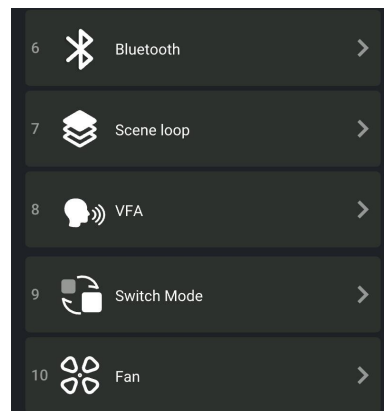 6 Bluetooth
7 Scene loop
8 VFA
9 Switch Mode
10 Fan